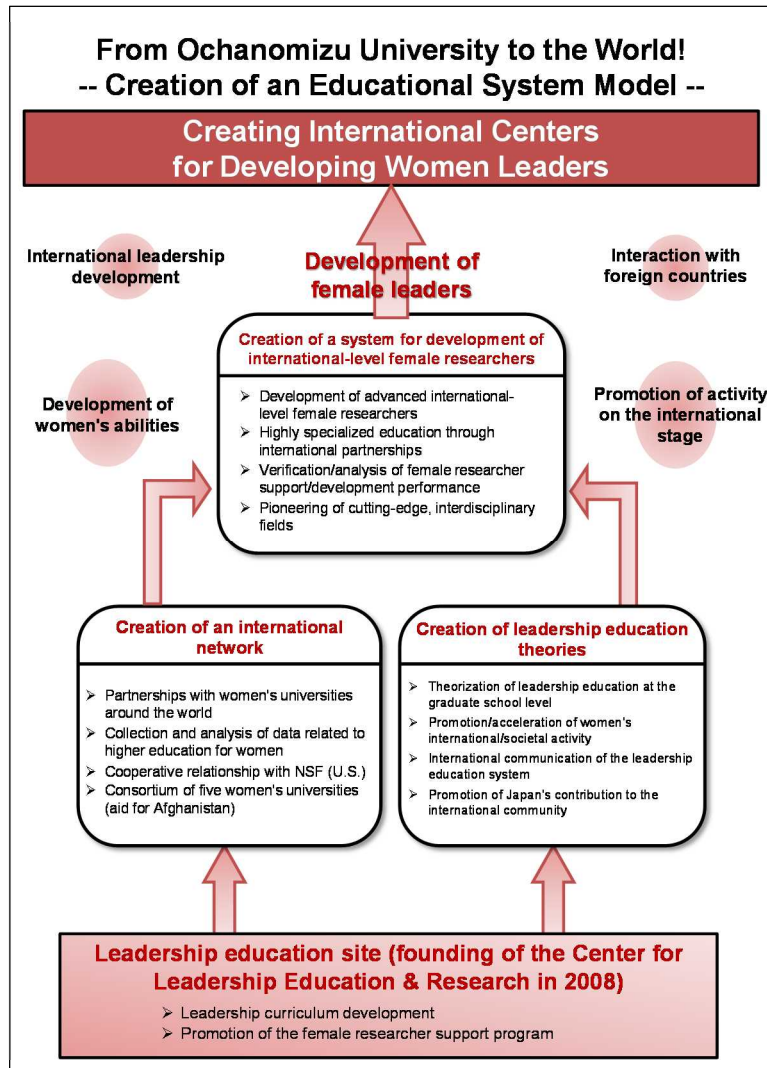 From Ochanomizu University to the World!
-- Creation of an Educational System Model --
Creating International Centers
for Developing Women Leaders
International leadership
development
Development of
female leaders
Interaction with
foreign countries
Development of
women's abilities
Promotion of activity
on the international
stage
Creation of a system for development of
international-level female researchers
➢ Development of advanced international-
level female researchers
➢ Highly specialized education through
international partnerships
➢ Verification/analysis of female researcher
support/development performance
➢ Pioneering of cutting-edge, interdisciplinary
fields
Creation of an international
network
➢ Partnerships with women's universities
around the world
➢ Collection and analysis of data related to
higher education for women
➢ Cooperative relationship with NSF (U.S.)
➢ Consortium of five women's universities
(aid for Afghanistan)
Creation of leadership education
theories
➢ Theorization of leadership education at the
graduate school level
➢ Promotion/acceleration of women's
international/societal activity
➢ International communication of the leadership
education system
➢ Promotion of Japan's contribution to the
international community
Leadership education site (founding of the Center for
Leadership Education & Research in 2008)
➢ Leadership curriculum development
➢ Promotion of the female researcher support program